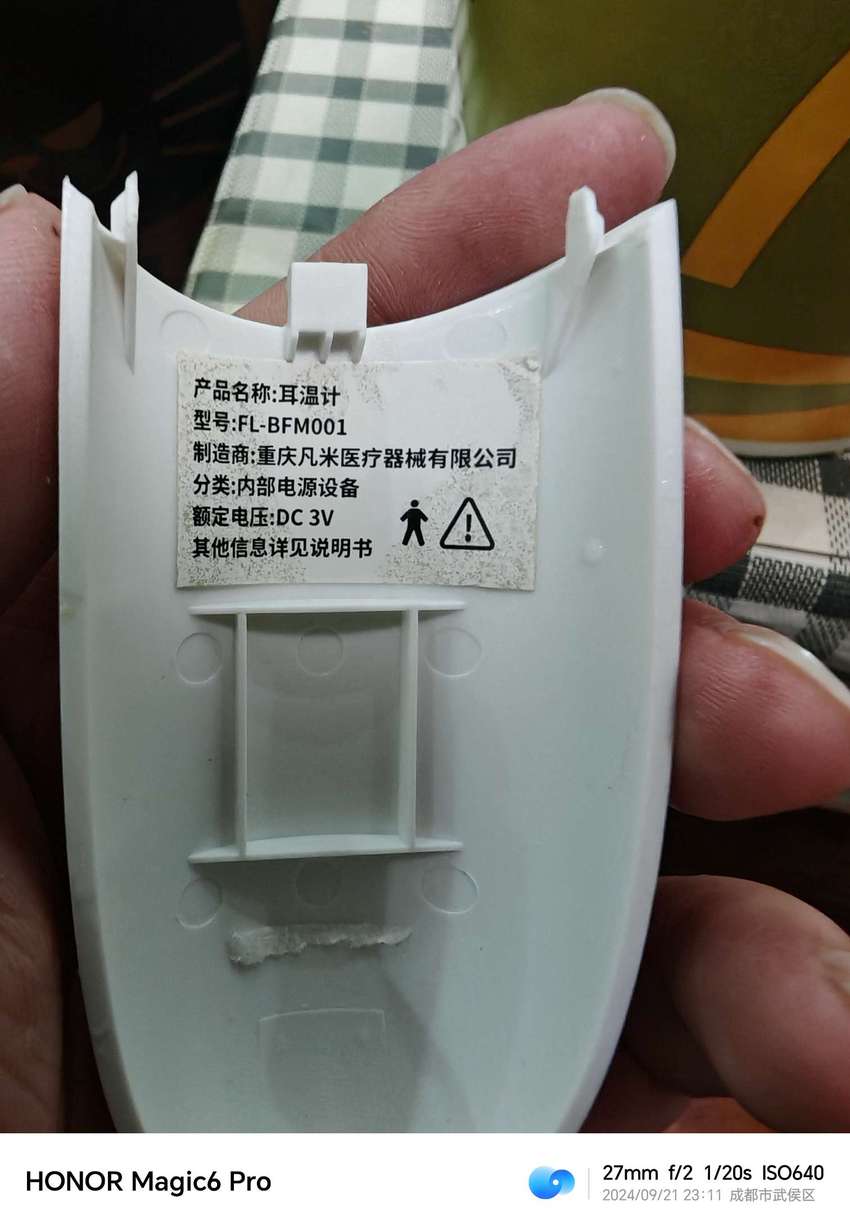 产品名称:耳温计
型号:FL-BFM001
制造商:重庆凡米医疗器械有限公司
分类:内部电源设备
额定电压:DC 3V
其他信息详见说明书
HONOR Magic6 Pro
27mm f/2 1/20s ISO640
2024/09/21 23:11 成都市武侯区